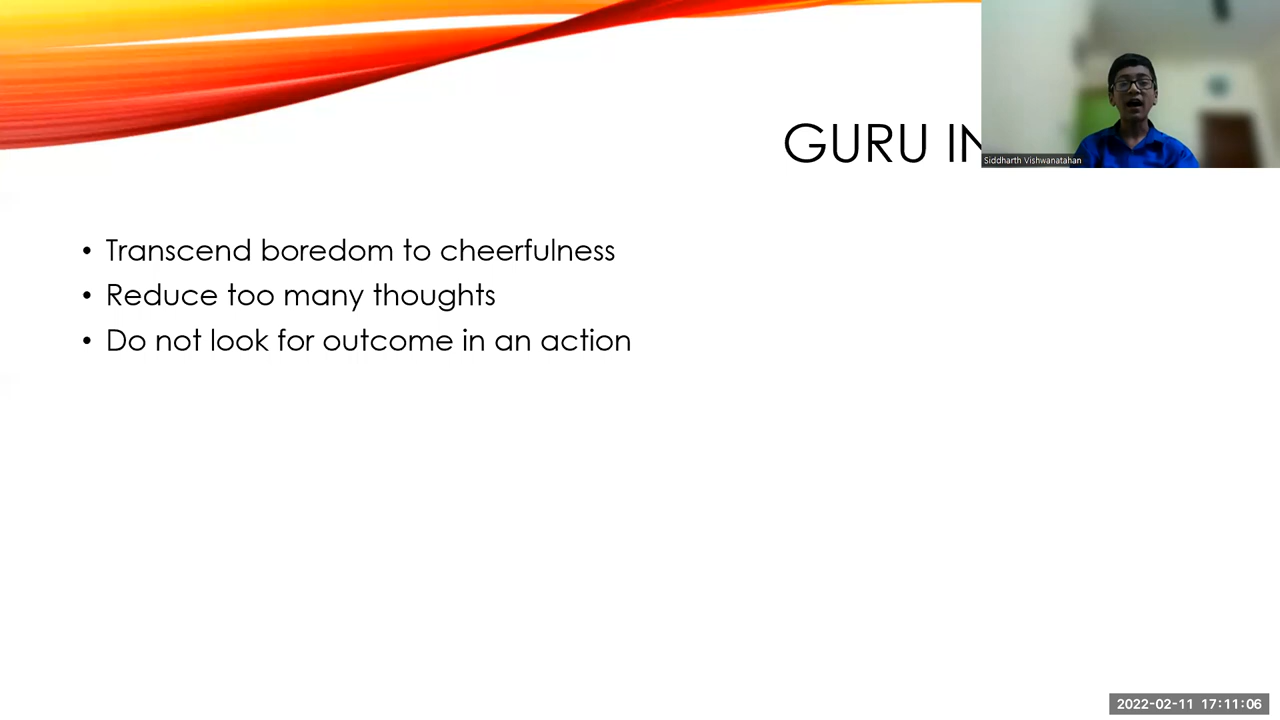 GURU IN
Siddharth Vishwanatahan
• Transcend boredom to cheerfulness
• Reduce too many thoughts
• Do not look for outcome in an action
2022-02-11 17:11:06